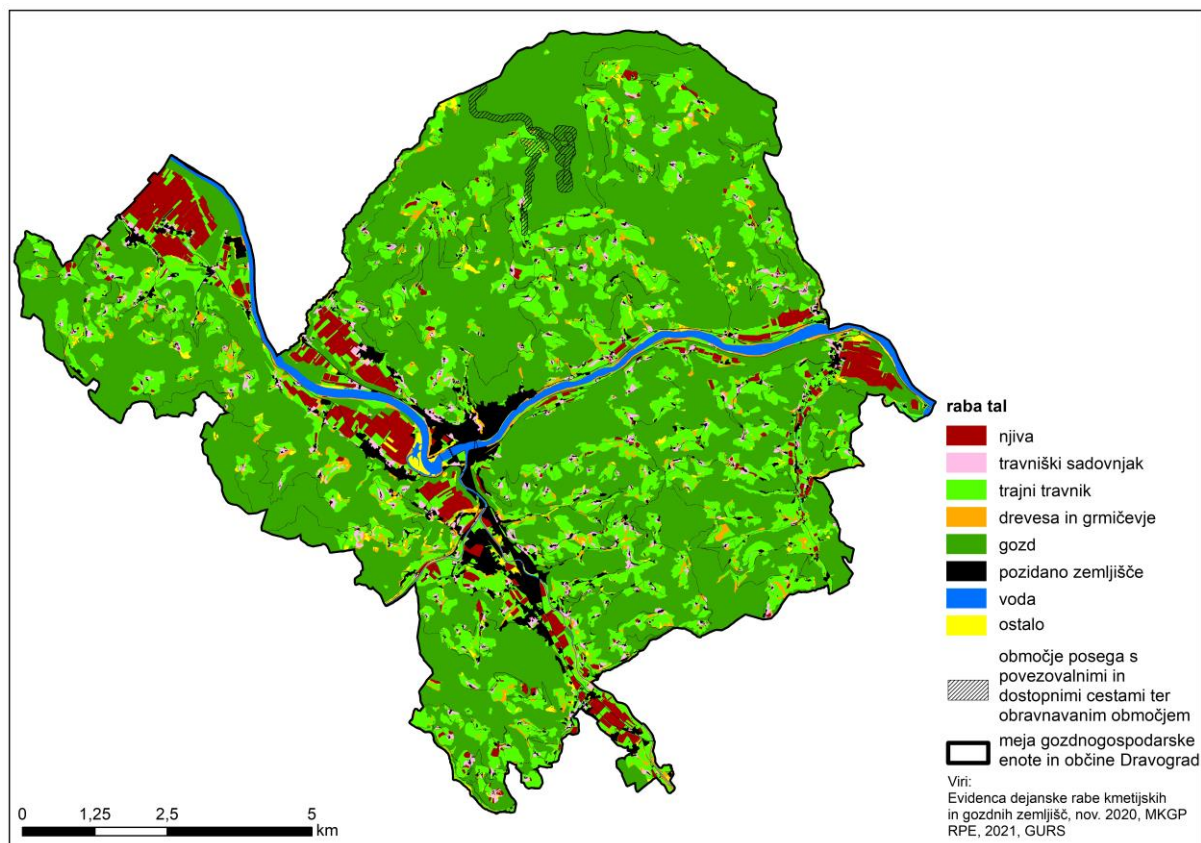 raba tal
njiva
travniški sadovnjak
trajni travnik
drevesa in grmičevje
gozd
pozidano zemljišče
voda
ostalo
območje posega s
povezovalnimi in
dostopnimi cestami ter
obravnavanim območjem
meja gozdnogospodarske
enote in občine Dravograd
Viri:
Evidenca dejanske rabe kmetijskih
in gozdnih zemljišč, nov. 2020, MKGP
RPE, 2021, GURS
0 1,25 2,5 5
km